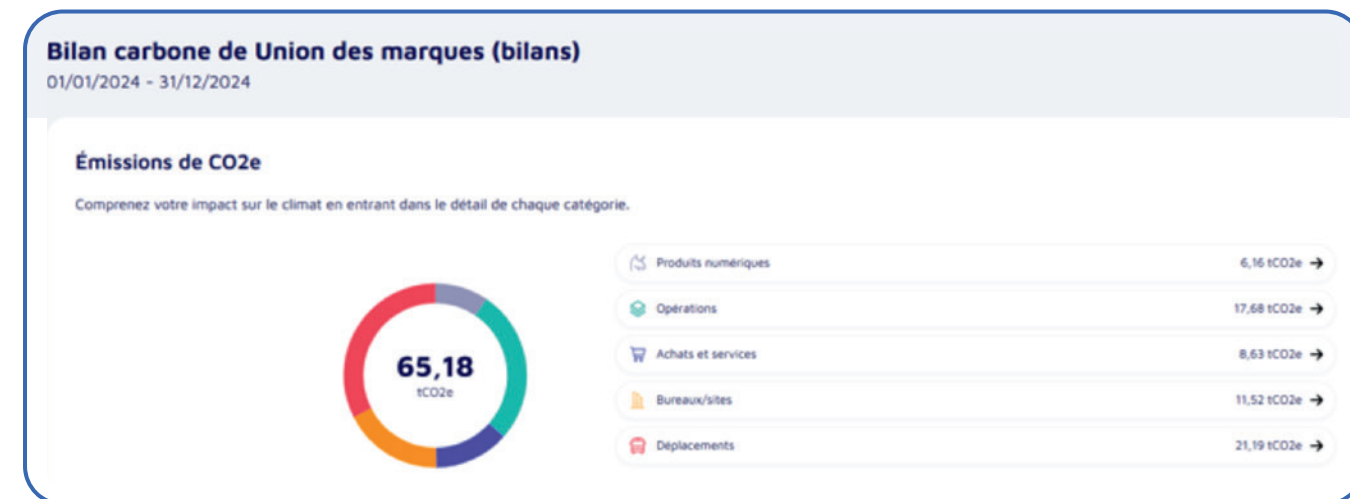 Bilan carbone de Union des marques (bilans)
01/01/2024 - 31/12/2024
Émissions de CO2e
Comprenez votre impact sur le climat en entrant dans le détail de chaque catégorie.
65,18
tCO2e
Produits numériques 6,16 tCO2e →
Opérations 17,68 tCO2e →
Achats et services 8,63 tCO2e →
Bureaux/sites 11,52 tCO2e →
Déplacements 21,19 tCO2e →